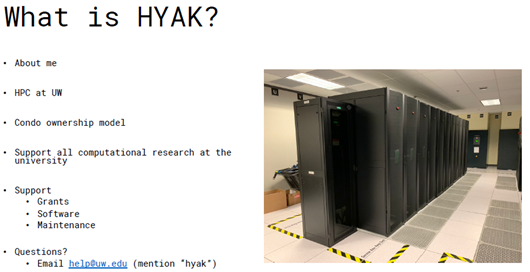 What is HYAK?
• About me
• HPC at UW
• Condo ownership model
• Support all computational research at the
university
• Support
• Grants
• Software
• Maintenance
• Questions?
• Email help@uw.edu (mention "hyak")